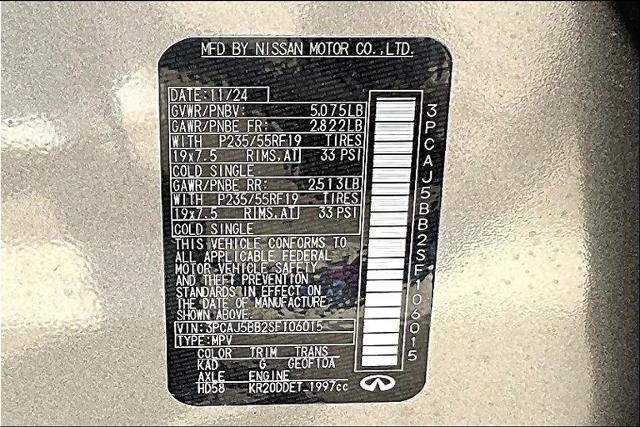 MFD BY NISSAN MOTOR CO.,LTD.
DATE:11/24
GVWR/PNBV: 5.075LB
GAWR/PNBE FR: 2.822LB
WITH P235/55RF19 TIRES
19x7.5 RIMS,AT 33 PSI
COLD SINGLE
GAWR/PNBE RR: 2.513LB
WITH P235/55RF19 TIRES
19x7.5 RIMS,AT 33 PSI
COLD SINGLE
THIS VEHICLE CONFORMS TO
ALL APPLICABLE FEDERAL
MOTOR VEHICLE SAFETY
AND THEFT PREVENTION
STANDARDS IN EFFECT ON
THE DATE OF MANUFACTURE
SHOWN ABOVE.
VIN:3PCAJ5BB2SF106015
TYPE:MPV
COLOR TRIM TRANS
KAD G GE0F10A
AXLE ENGINE
HD58 KR20DDET 1997cc
3PCAJ5BB2SF106015